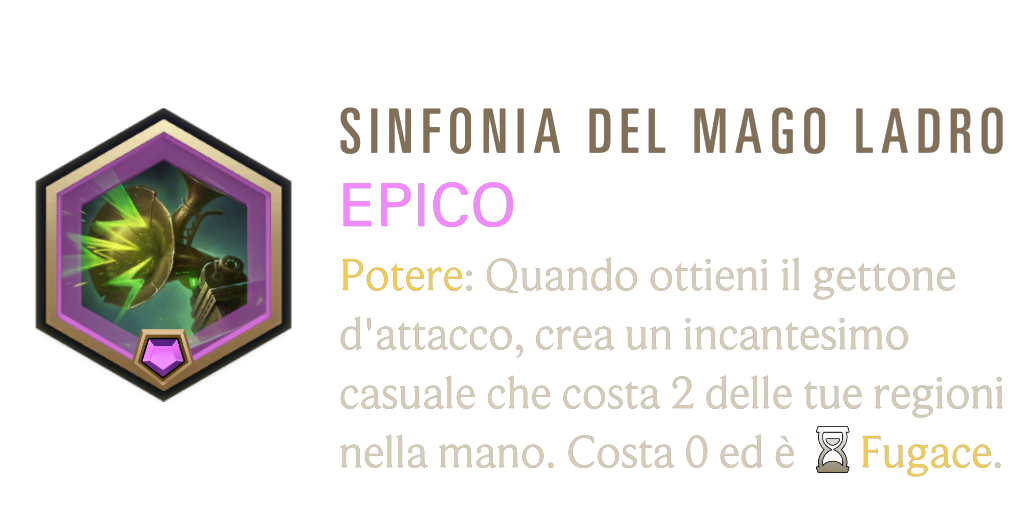 SINFONIA DEL MAGO LADRO
EPICO
Potere: Quando ottieni il gettone
d'attacco, crea un incantesimo
casuale che costa 2 delle tue regioni
nella mano. Costa 0 ed è Fugace.